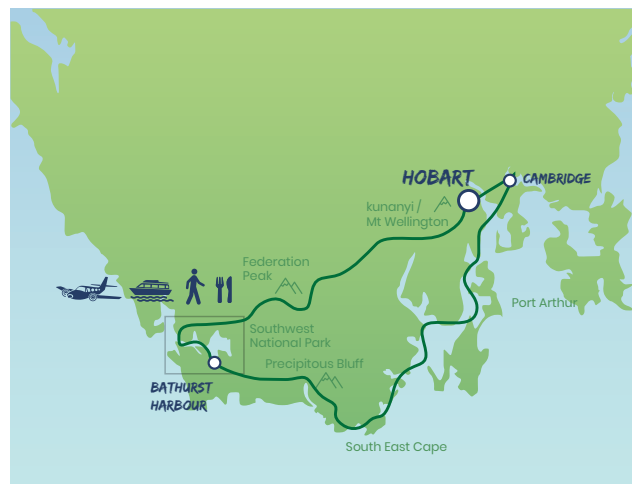 HOBART
CAMBRIDGE
kunanyi /
Mt Wellington
Federation
Peak
Port Arthur
Southwest
National Park
Precipitous Bluff
BATHURST
HARBOUR
South East Cape